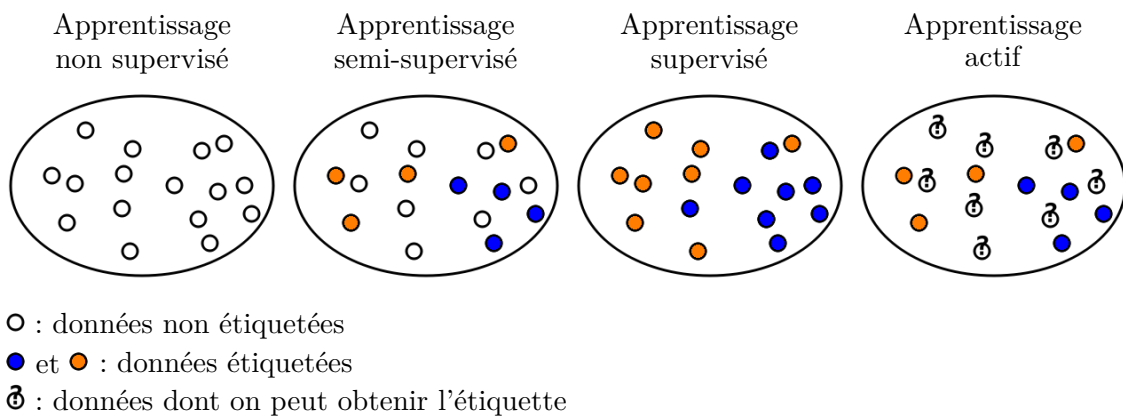 Apprentissage
non supervisé
Apprentissage
semi-supervisé
Apprentissage
supervisé
Apprentissage
actif
? ? ? ? ? ? ? ?
: données non étiquetées
et : données étiquetées
? : données dont on peut obtenir l'étiquette